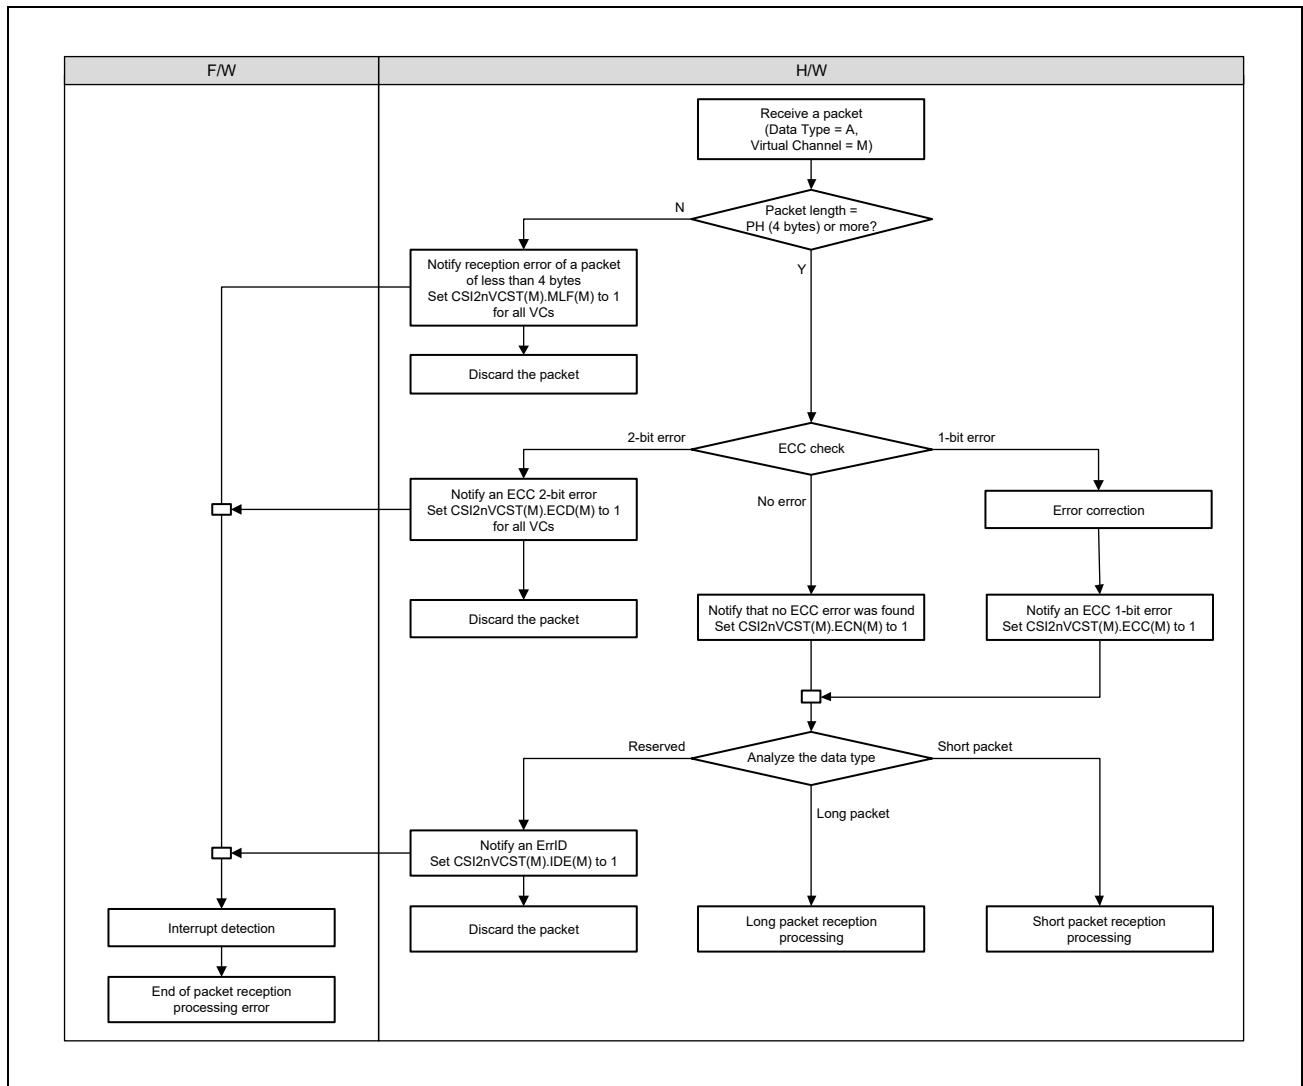 F/W
H/W
Receive a packet
(Data Type = A,
Virtual Channel = M)
N
Packet length =
PH (4 bytes) or more?
Y
Notify reception error of a packet
of less than 4 bytes
Set CSI2nVCST(M).MLF(M) to 1
for all VCs
Discard the packet
2-bit error
ECC check
1-bit error
Notify an ECC 2-bit error
Set CSI2nVCST(M).ECD(M) to 1
for all VCs
No error
Error correction
Discard the packet
Notify that no ECC error was found
Set CSI2nVCST(M).ECN(M) to 1
Notify an ECC 1-bit error
Set CSI2nVCST(M).ECC(M) to 1
Reserved
Analyze the data type
Short packet
Long packet
Notify an ErrID
Set CSI2nVCST(M).IDE(M) to 1
Interrupt detection
Discard the packet
Long packet reception
processing
Short packet reception
processing
End of packet reception
processing error